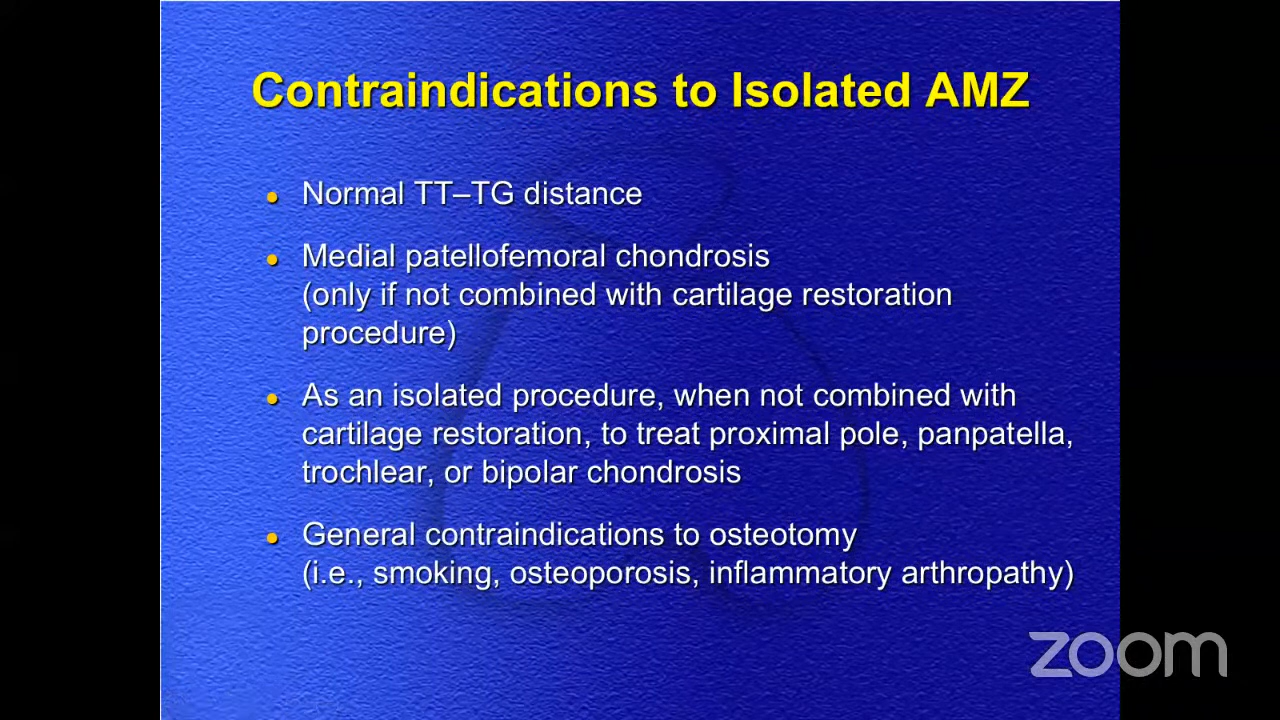 Contraindications to Isolated AMZ
Normal TT–TG distance
Medial patellofemoral chondrosis
(only if not combined with cartilage restoration
procedure)
As an isolated procedure, when not combined with
cartilage restoration, to treat proximal pole, panpatella,
trochlear, or bipolar chondrosis
General contraindications to osteotomy
(i.e., smoking, osteoporosis, inflammatory arthropathy)
zoom